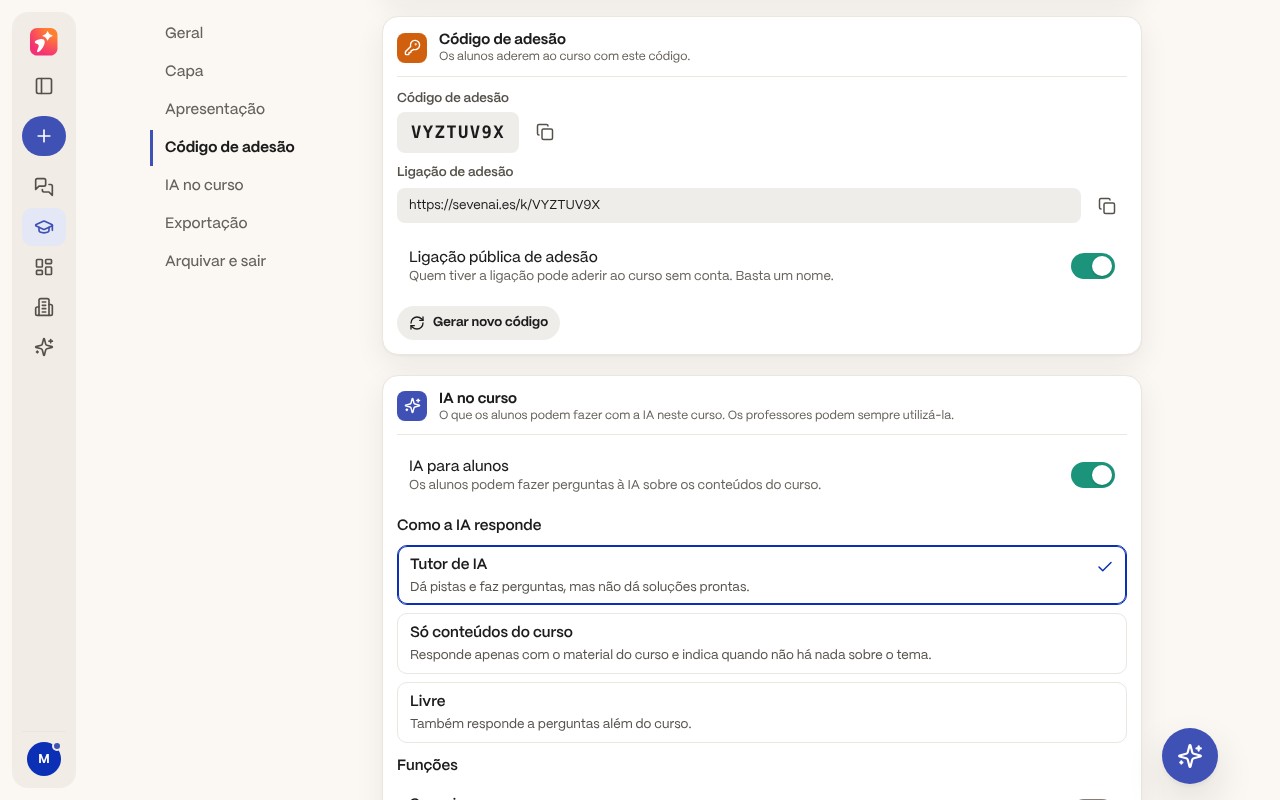 Geral
Capa
Apresentação
Código de adesão
IA no curso
Exportação
Arquivar e sair
M
Código de adesão
Os alunos aderem ao curso com este código.
Código de adesão
VYZTUV9X
Ligação de adesão
https://sevenai.es/k/VYZTUV9X
Ligação pública de adesão
Quem tiver a ligação pode aderir ao curso sem conta. Basta um nome.
Gerar novo código
IA no curso
O que os alunos podem fazer com a IA neste curso. Os professores podem sempre utilizá-la.
IA para alunos
Os alunos podem fazer perguntas à IA sobre os conteúdos do curso.
Como a IA responde
Tutor de IA
Dá pistas e faz perguntas, mas não dá soluções prontas.
Só conteúdos do curso
Responde apenas com o material do curso e indica quando não há nada sobre o tema.
Livre
Também responde a perguntas além do curso.
Funções